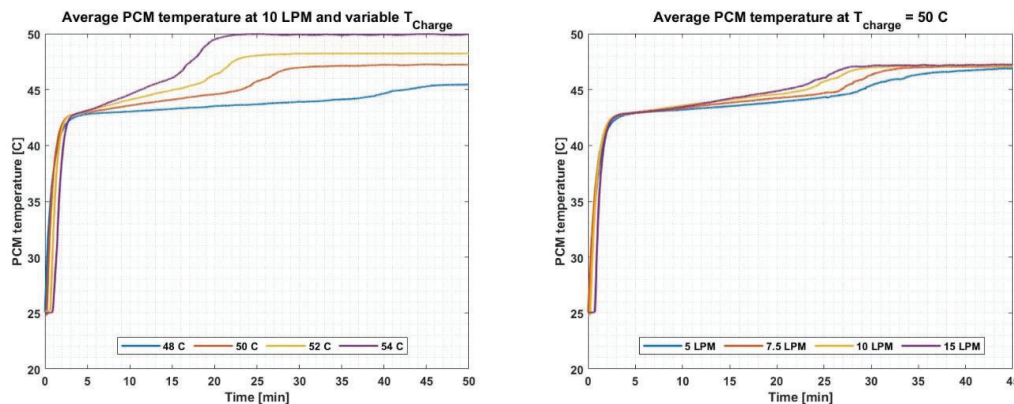 Average PCM temperature at 10 LPM and variable T_Charge
PCM temperature [C]
50
45
40
35
30
25
20
0 5 10 15 20 25 30 35 40 45 50
Time [min]
48 C 50 C 52 C 54 C
Average PCM temperature at T_charge = 50 C
PCM temperature [C]
50
45
40
35
30
25
20
0 5 10 15 20 25 30 35 40 45
Time [min]
5 LPM 7.5 LPM 10 LPM 15 LPM